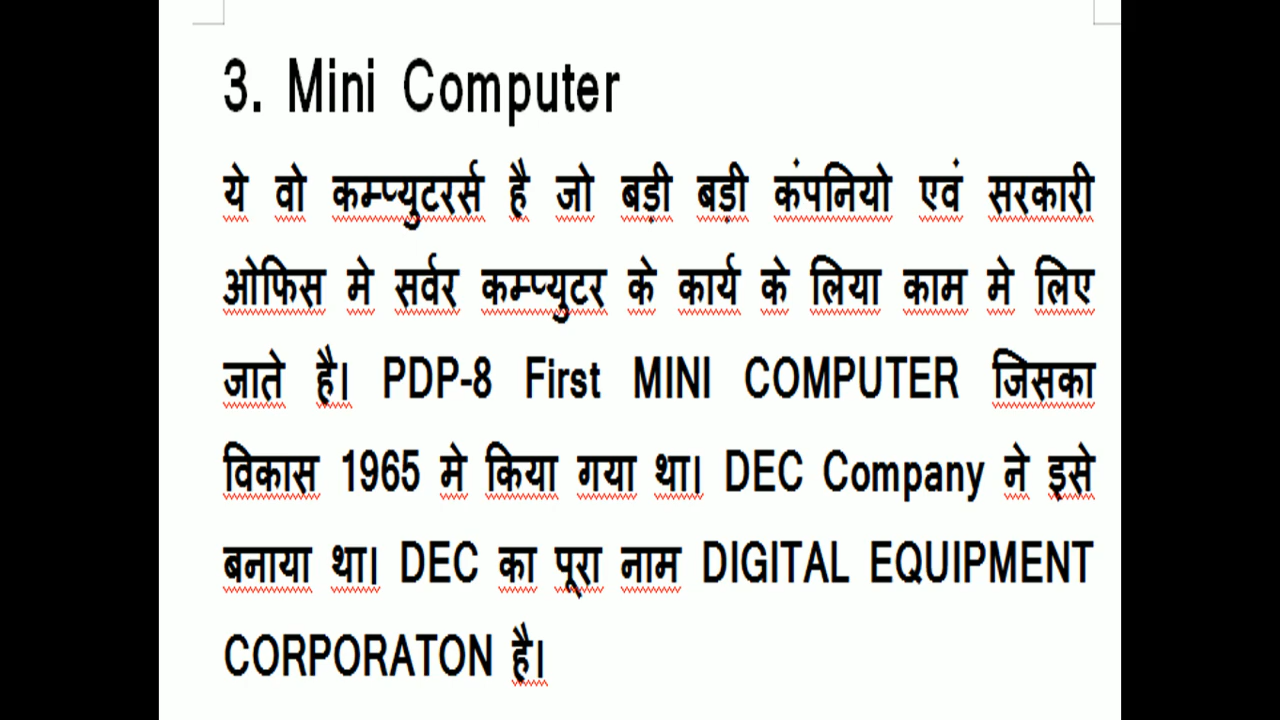 3. Mini Computer
ये वो कम्प्युटरर्स है जो बड़ी बड़ी कंपनियो एवं सरकारी
ओफिस मे सर्वर कम्प्युटर के कार्य के लिया काम मे लिए
जाते है। PDP-8 First MINI COMPUTER जिसका
विकास 1965 मे किया गया था। DEC Company ने इसे
बनाया था। DEC का पूरा नाम DIGITAL EQUIPMENT
CORPORATON है।